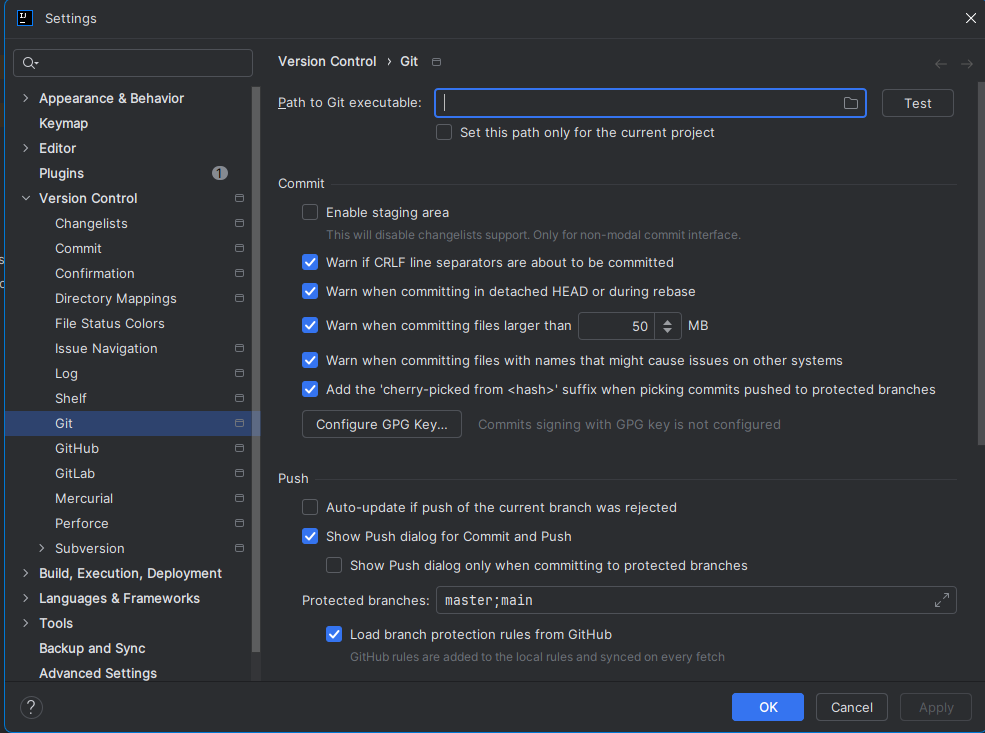 Settings
Version Control › Git
Appearance & Behavior
Keymap
Editor
Plugins 1
Version Control
Changelists
Commit
Confirmation
Directory Mappings
File Status Colors
Issue Navigation
Log
Shelf
Git
GitHub
GitLab
Mercurial
Perforce
Subversion
Build, Execution, Deployment
Languages & Frameworks
Tools
Backup and Sync
Advanced Settings
Path to Git executable:
Test
Set this path only for the current project
Commit
Enable staging area
This will disable changelists support. Only for non-modal commit interface.
Warn if CRLF line separators are about to be committed
Warn when committing in detached HEAD or during rebase
Warn when committing files larger than 50 MB
Warn when committing files with names that might cause issues on other systems
Add the 'cherry-picked from <hash>' suffix when picking commits pushed to protected branches
Configure GPG Key... Commits signing with GPG key is not configured
Push
Auto-update if push of the current branch was rejected
Show Push dialog for Commit and Push
Show Push dialog only when committing to protected branches
Protected branches: master;main
Load branch protection rules from GitHub
GitHub rules are added to the local rules and synced on every fetch
?
OK Cancel Apply